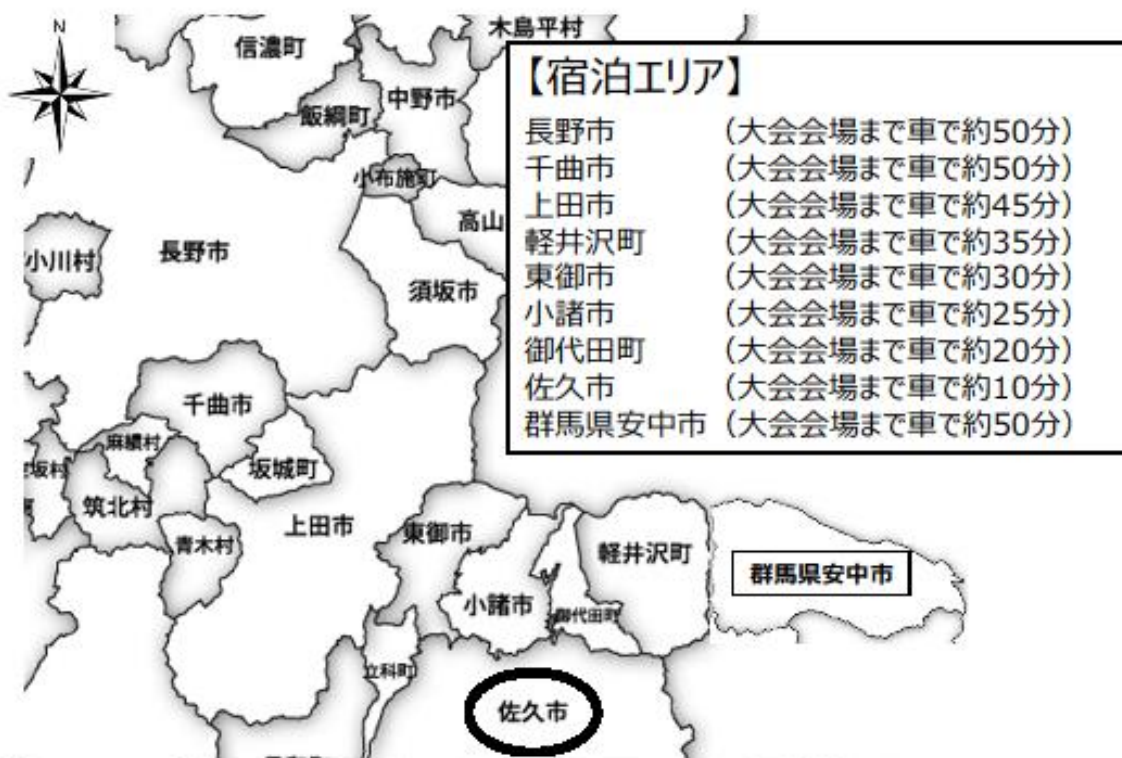 N
木島平村
信濃町
中野市
飯綱町
小布施町
高山
小川村
長野市
須坂市
【宿泊エリア】
長野市 (大会会場まで車で約50分)
千曲市 (大会会場まで車で約50分)
上田市 (大会会場まで車で約45分)
軽井沢町 (大会会場まで車で約35分)
東御市 (大会会場まで車で約30分)
小諸市 (大会会場まで車で約25分)
御代田町 (大会会場まで車で約20分)
佐久市 (大会会場まで車で約10分)
群馬県安中市 (大会会場まで車で約50分)
千曲市
麻績村
坂城町
坂村
筑北村
上田市
東御市
青木村
軽井沢町
群馬県安中市
小諸市
御代田町
立科町
佐久市